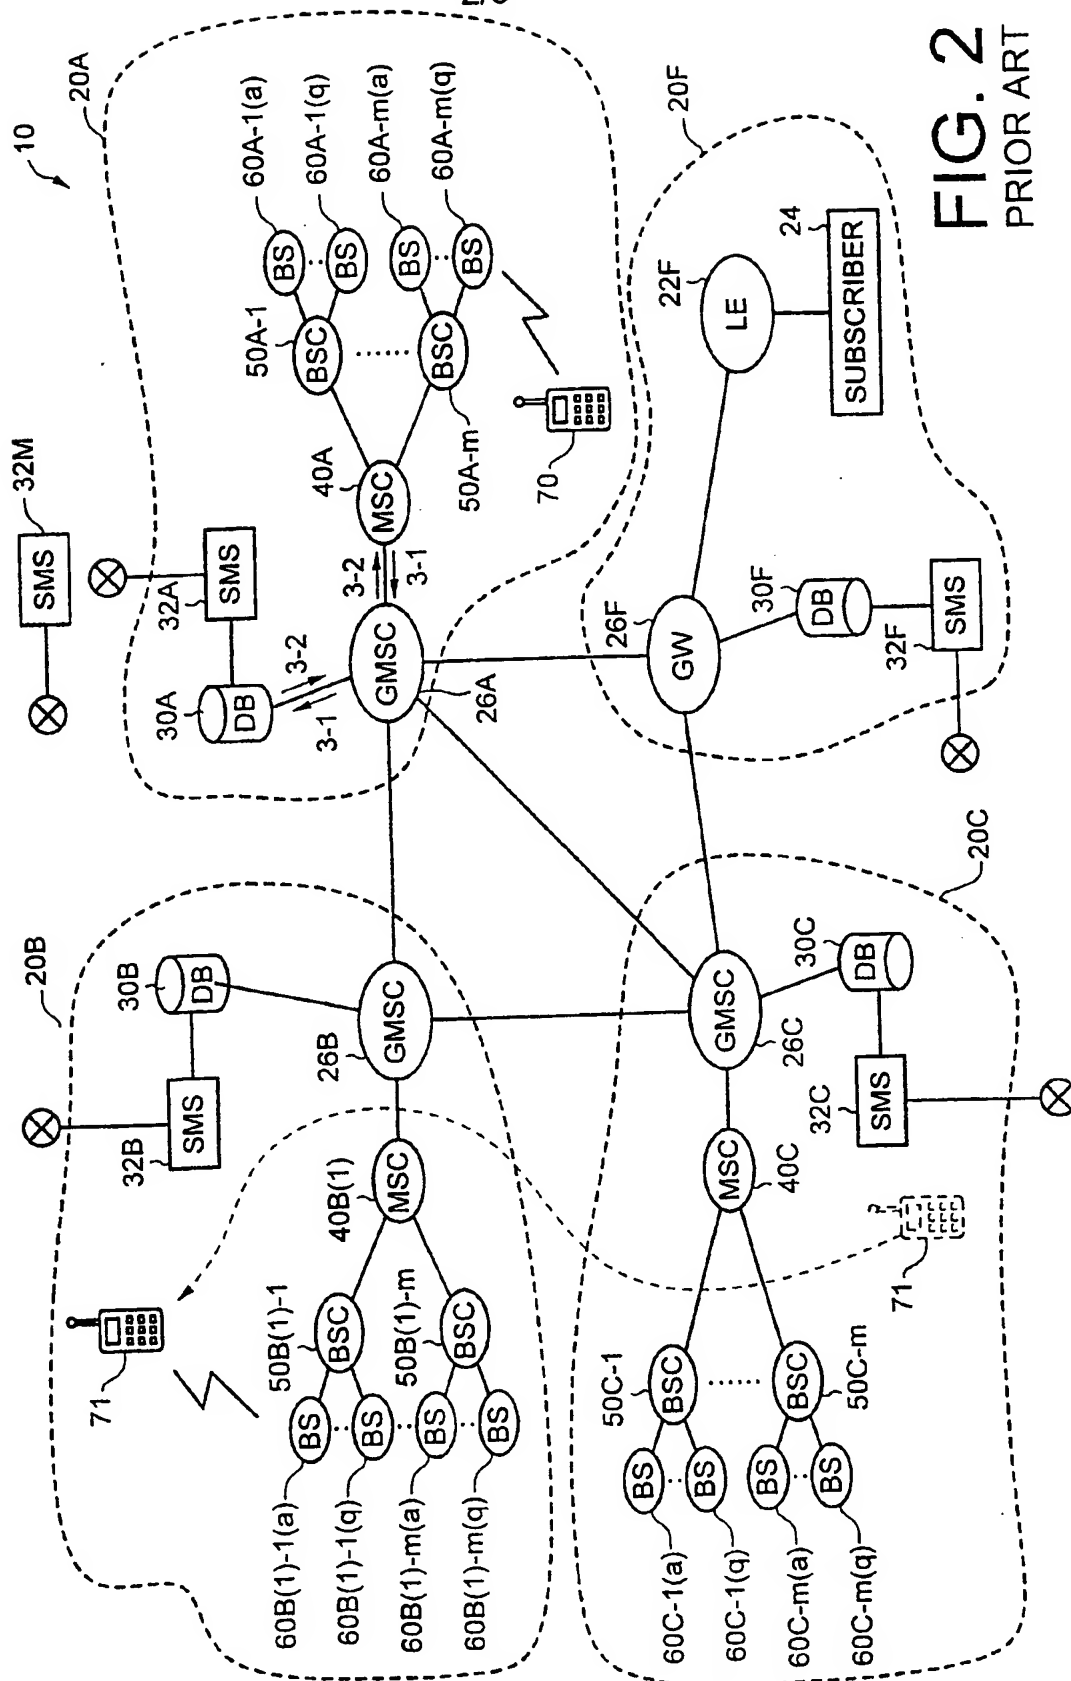 10
20A
60A-1(a)
60A-1(q)
60A-m(a)
60A-m(q)
BS
BS
BS
BS
50A-1
BSC
BSC
50A-m
70
40A
MSC
3-2
3-1
32M
SMS
32A
SMS
30A
DB
3-2
3-1
GMSC
26A
20F
22F
LE
24
SUBSCRIBER
26F
GW
30F
DB
32F
SMS
20B
30B
DB
32B
SMS
26B
GMSC
40B(1)
MSC
71
50B(1)-1
BSC
50B(1)-m
BSC
BS
BS
BS
BS
60B(1)-1(a)
60B(1)-1(q)
60B(1)-m(a)
60B(1)-m(q)
20C
30C
DB
32C
SMS
GMSC
26C
MSC
40C
71
50C-1
BSC
BSC
50C-m
BS
BS
BS
BS
60C-1(a)
60C-1(q)
60C-m(a)
60C-m(q)
FIG. 2
PRIOR ART